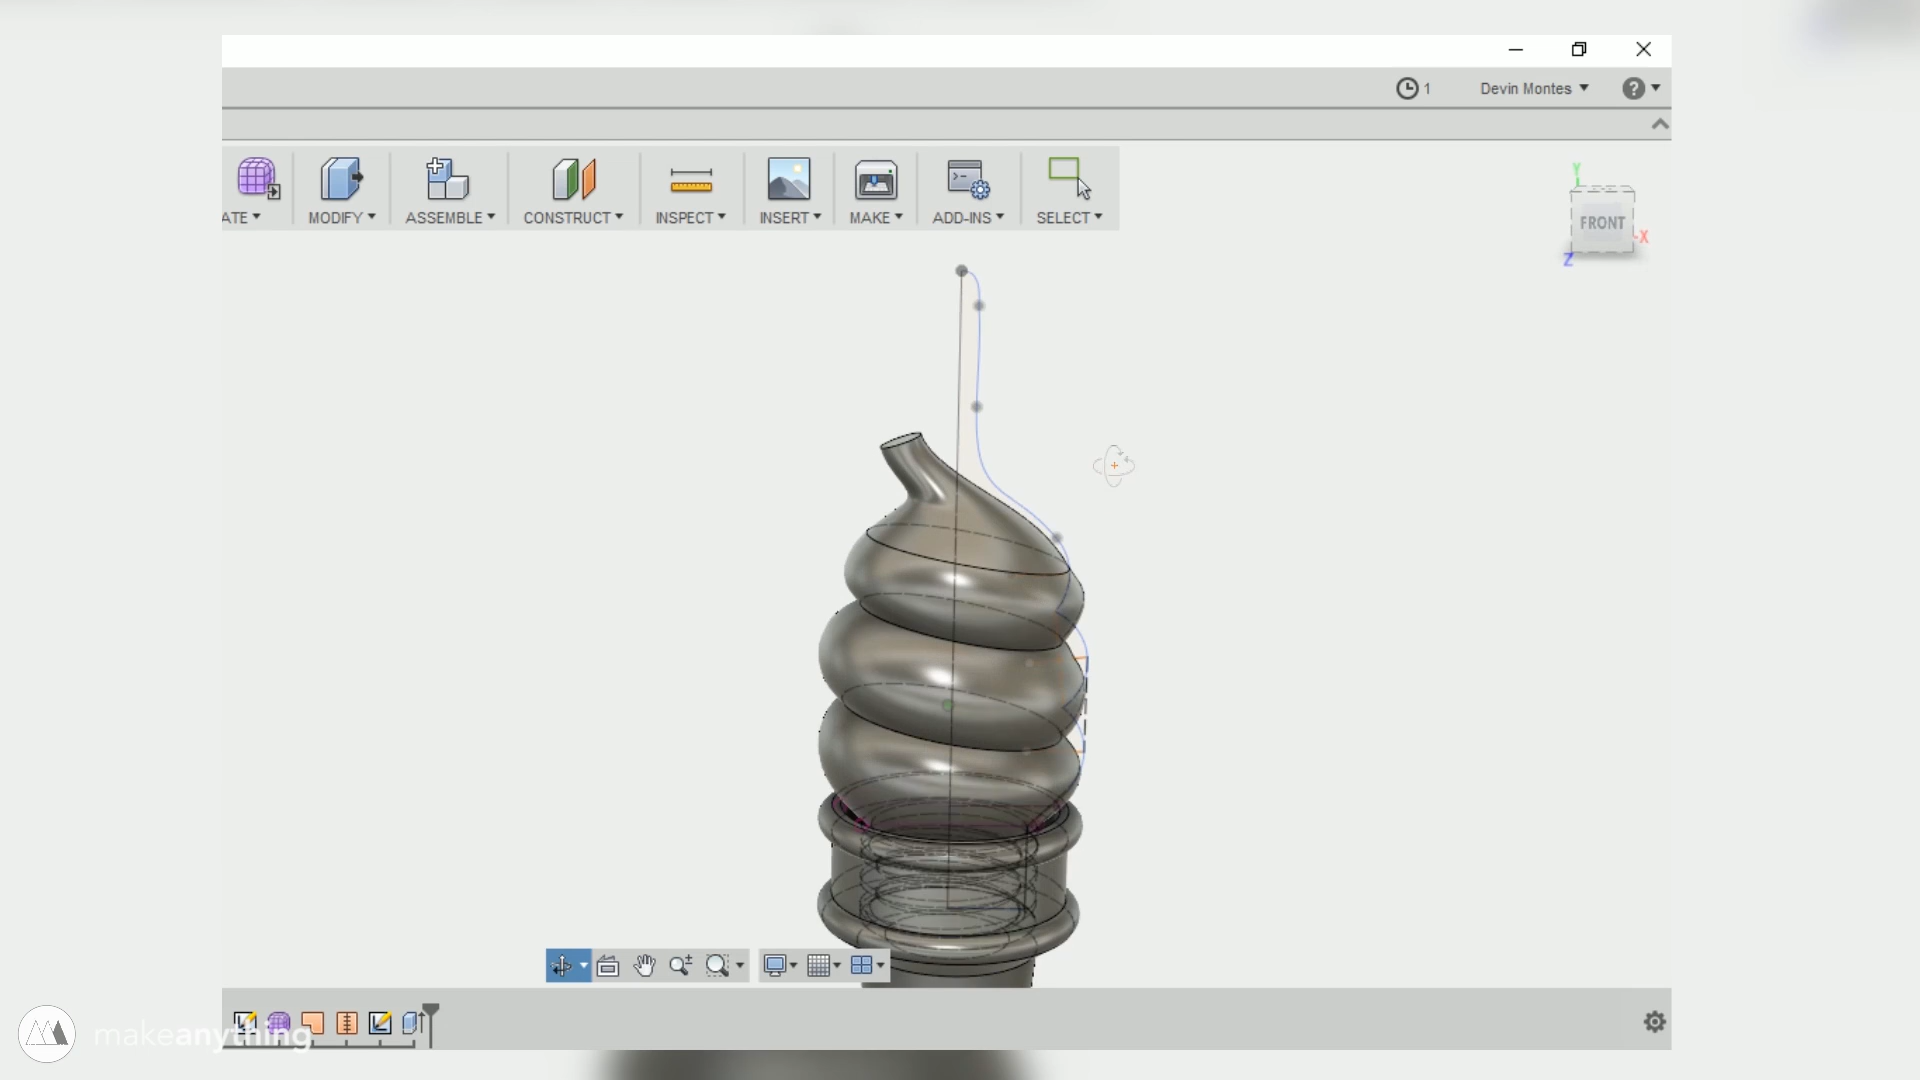 1 Devin Montes ?
ATE MODIFY ASSEMBLE CONSTRUCT INSPECT INSERT MAKE ADD-INS SELECT
Y
FRONT
X
Z
makeanything